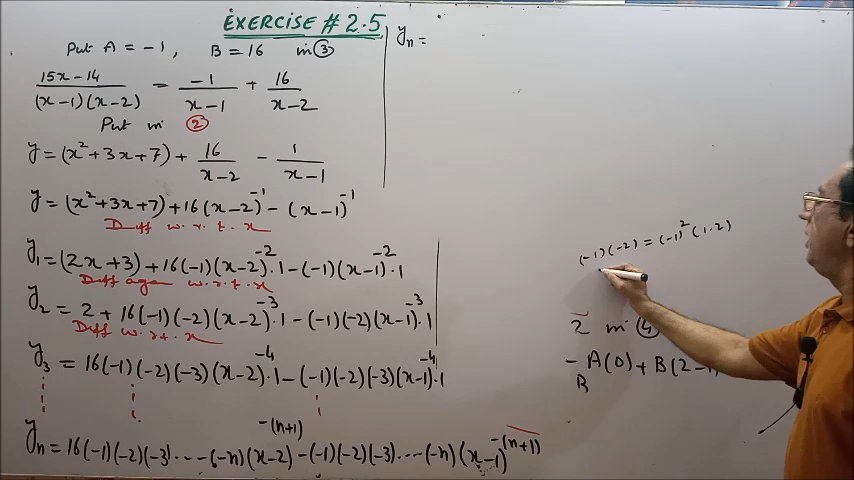 EXERCISE # 2.5
Put A = -1, B = 16 in ③
(15x-14)/((x-1)(x-2)) = -1/(x-1) + 16/(x-2)
Put in ②
y = (x²+3x+7) + 16/(x-2) - 1/(x-1)
y = (x²+3x+7) + 16(x-2)⁻¹ - (x-1)⁻¹
Diff w.r.t.x
y₁ = (2x+3) + 16(-1)(x-2)⁻²·1 - (-1)(x-1)⁻²·1
Diff again w.r.t.x
y₂ = 2 + 16(-1)(-2)(x-2)⁻³·1 - (-1)(-2)(x-1)⁻³·1
Diff w.r.t.x
y₃ = 16(-1)(-2)(-3)(x-2)⁻⁴·1 - (-1)(-2)(-3)(x-1)⁻⁴·1
yₙ = 16(-1)(-2)(-3)....(-n)(x-2)^-(n+1) - (-1)(-2)(-3)....(-n)(x-1)^-(n+1)
yₙ =
(-1)(-2) = (-1)²(1.2)
2 in ④
A(0) + B(2-1)
B